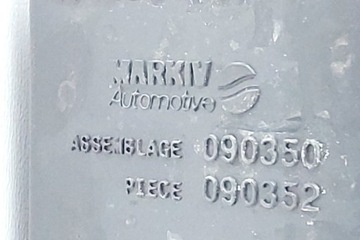 MARKIV
Automotive
ASSEMBLAGE 090350
PIECE 090352